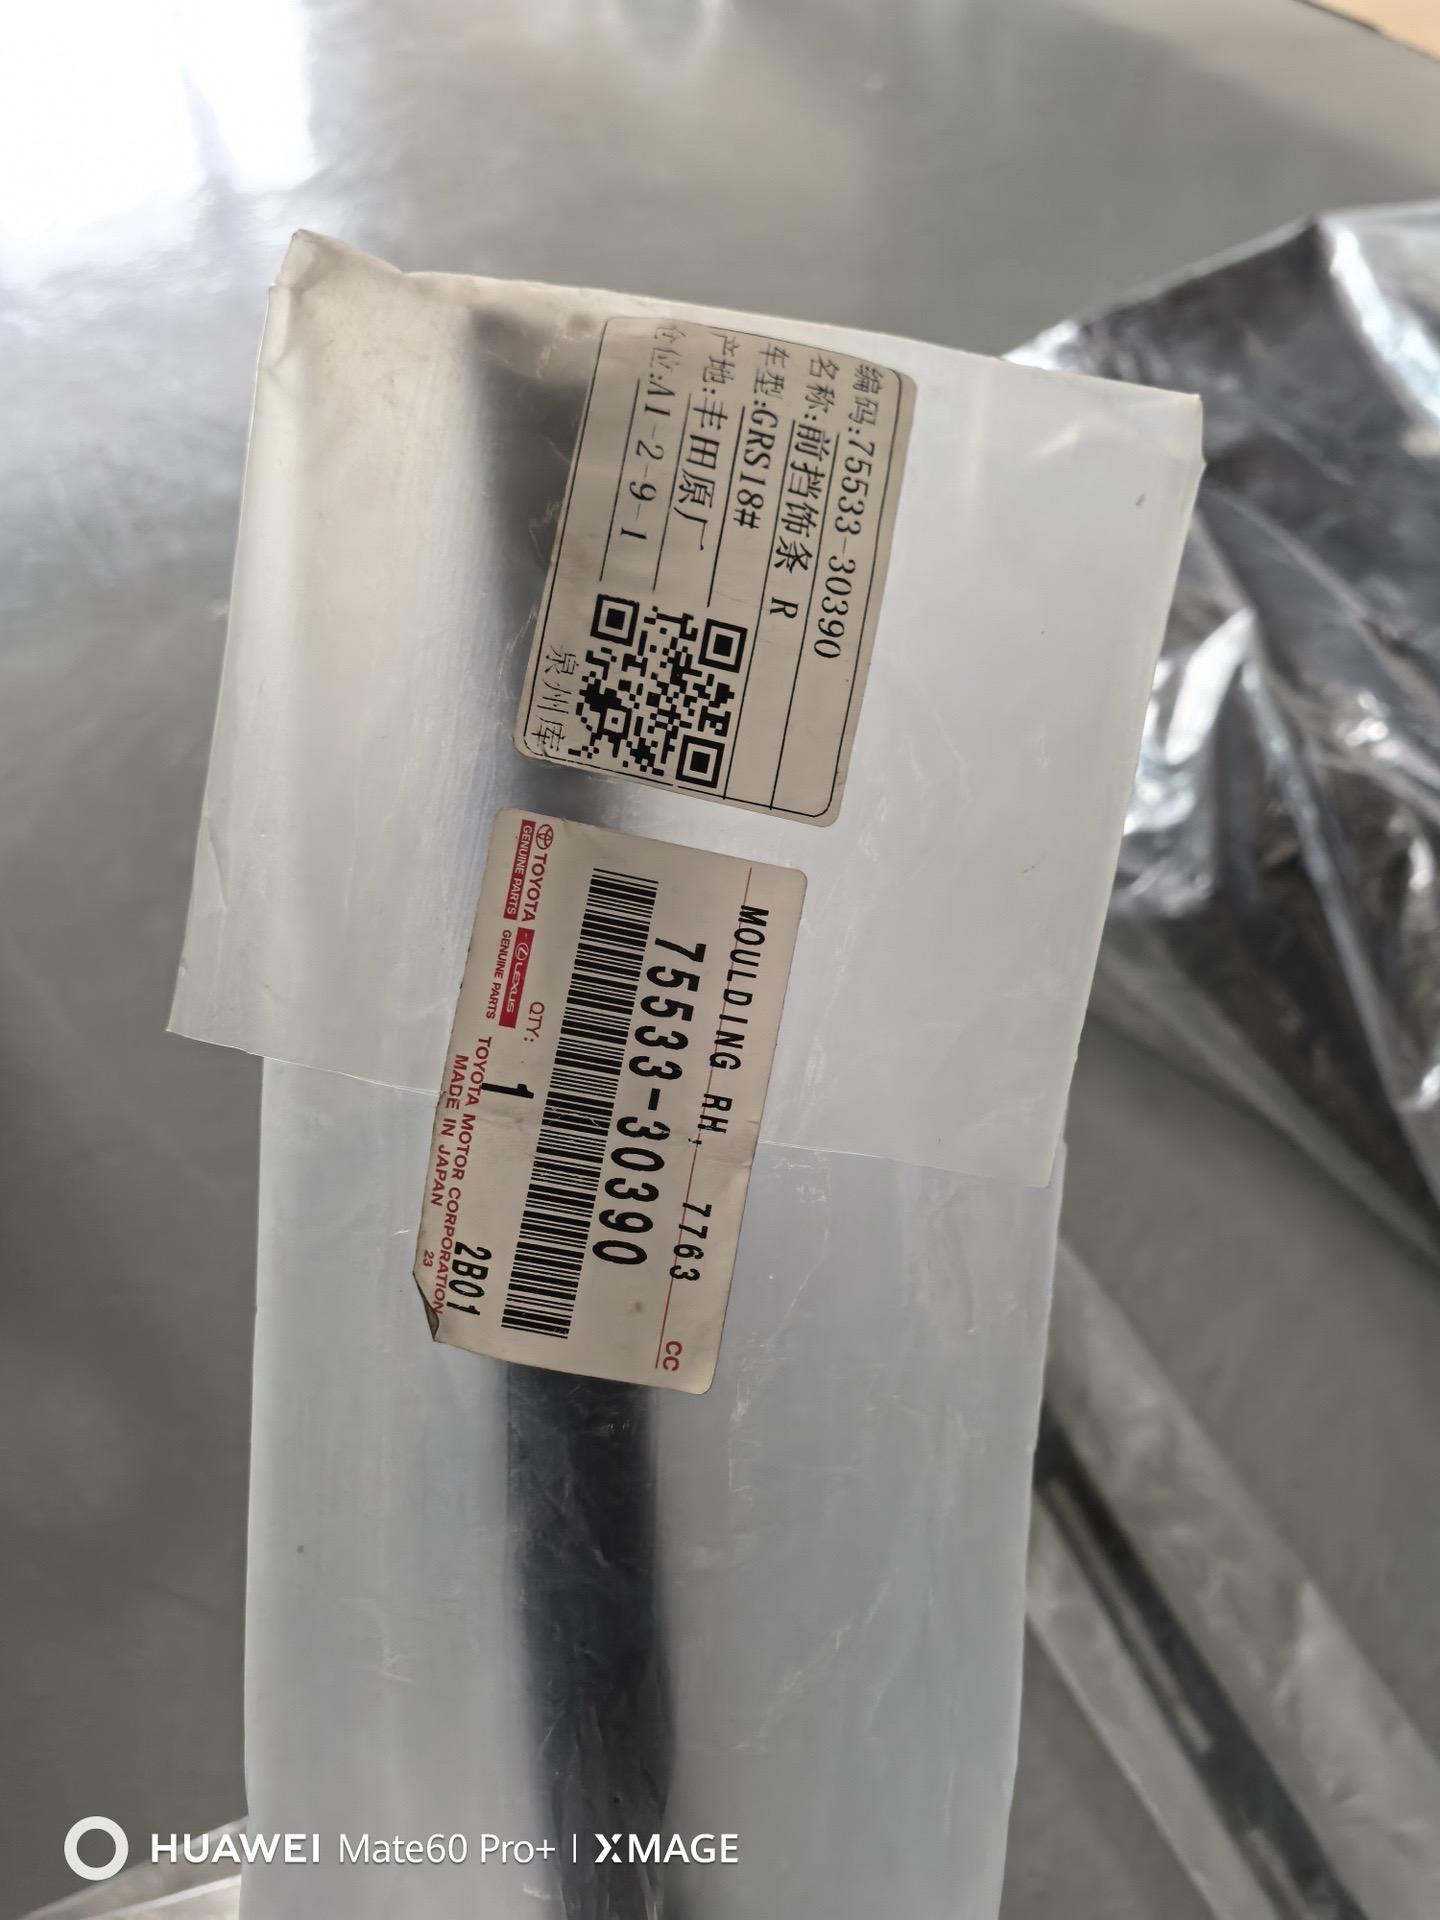 编码:75533-30390
名称:前挡饰条 R
车型:GRS18#
产地:丰田原厂
仓位:A1-2-9-1
泉州库
MOULDING RH, 7763
CC
75533-30390
QTY:
1
2B01
TOYOTA
GENUINE PARTS
LEXUS
GENUINE PARTS
TOYOTA MOTOR CORPORATION
MADE IN JAPAN
23
HUAWEI Mate60 Pro+ | XMAGE